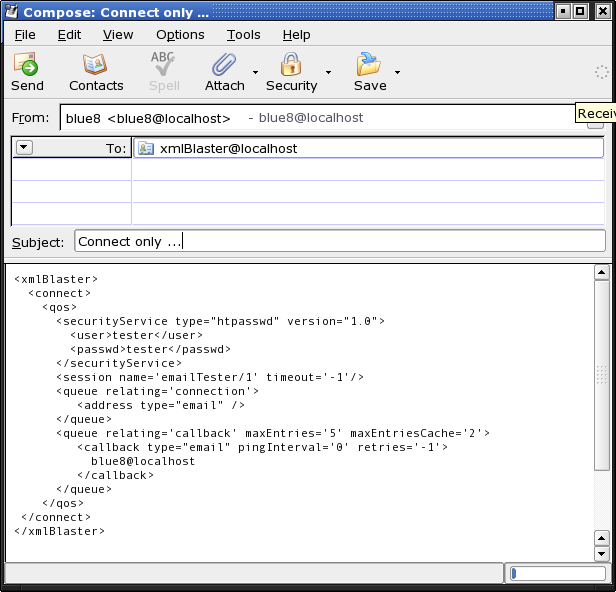 Compose: Connect only ...
File Edit View Options Tools Help
ABC
Send Contacts Spell Attach Security Save
From: blue8 <blue8@localhost> - blue8@localhost
Receiv
To: xmlBlaster@localhost
Subject: Connect only ...
<xmlBlaster>
<connect>
<qos>
<securityService type="htpasswd" version="1.0">
<user>tester</user>
<passwd>tester</passwd>
</securityService>
<session name='emailTester/1' timeout='-1'/>
<queue relating='connection'>
<address type="email" />
</queue>
<queue relating='callback' maxEntries='5' maxEntriesCache='2'>
<callback type="email" pingInterval='0' retries='-1'>
blue8@localhost
</callback>
</queue>
</qos>
</connect>
</xmlBlaster>